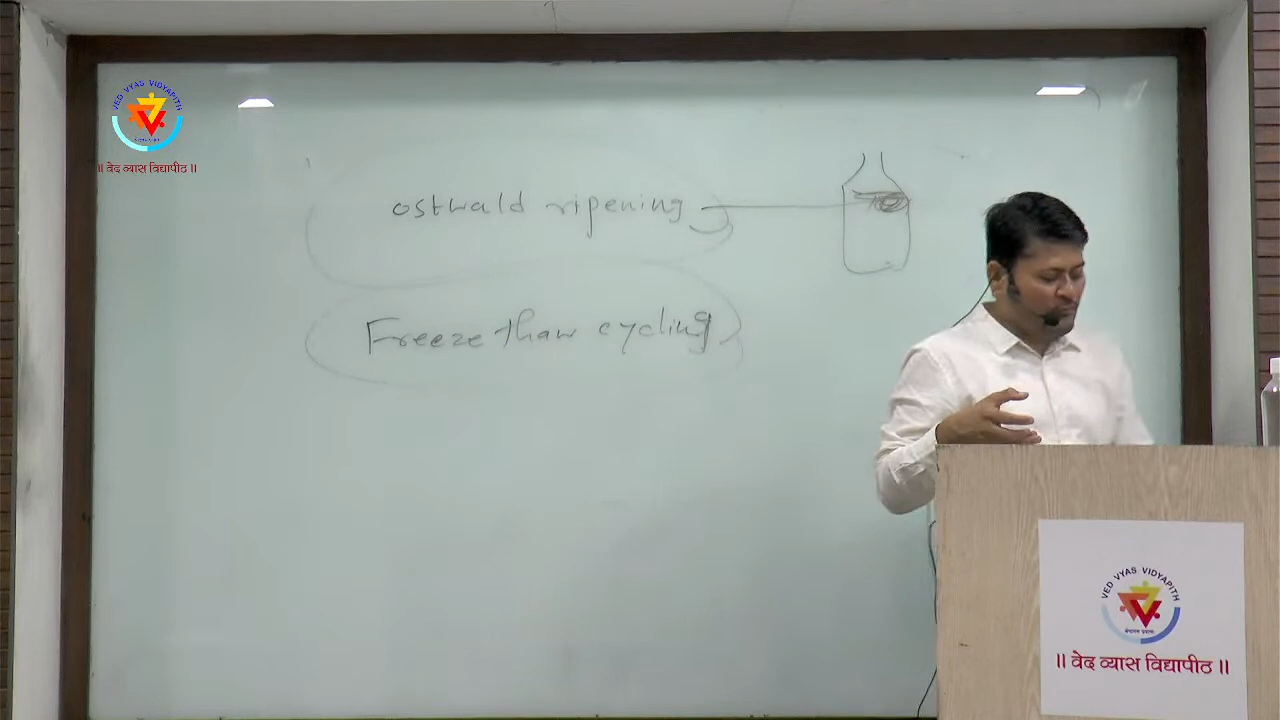 VED VYAS VIDYAPITH
॥ वेद व्यास विद्यापीठ ॥
ostwald ripening
Freeze thaw cycling
VED VYAS VIDYAPITH
॥ वेद व्यास विद्यापीठ ॥